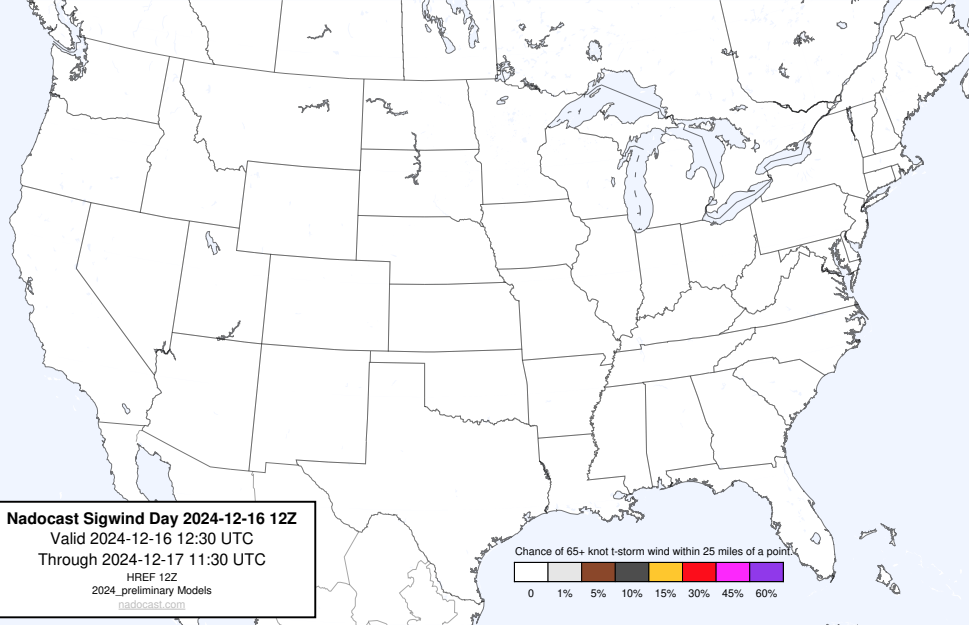 Nadocast Sigwind Day 2024-12-16 12Z
Valid 2024-12-16 12:30 UTC
Through 2024-12-17 11:30 UTC
HREF 12Z
2024_preliminary Models
nadocast.com
Chance of 65+ knot t-storm wind within 25 miles of a point.
0 1% 5% 10% 15% 30% 45% 60%